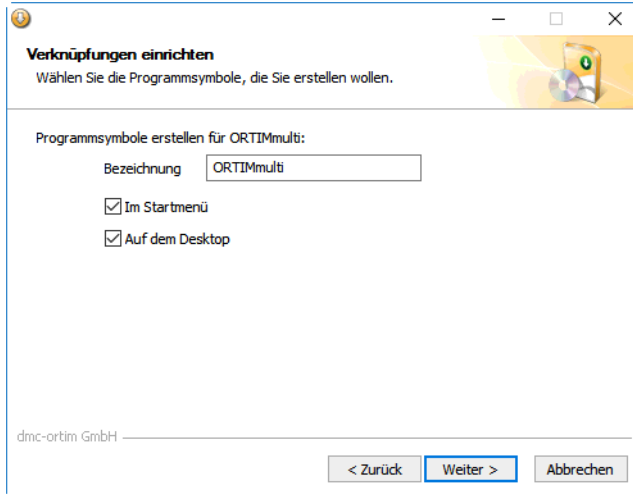 Verknüpfungen einrichten
Wählen Sie die Programmsymbole, die Sie erstellen wollen.
Programmsymbole erstellen für ORTIMmulti:
Bezeichnung ORTIMmulti
Im Startmenü
Auf dem Desktop
dmc-ortim GmbH
< Zurück Weiter > Abbrechen